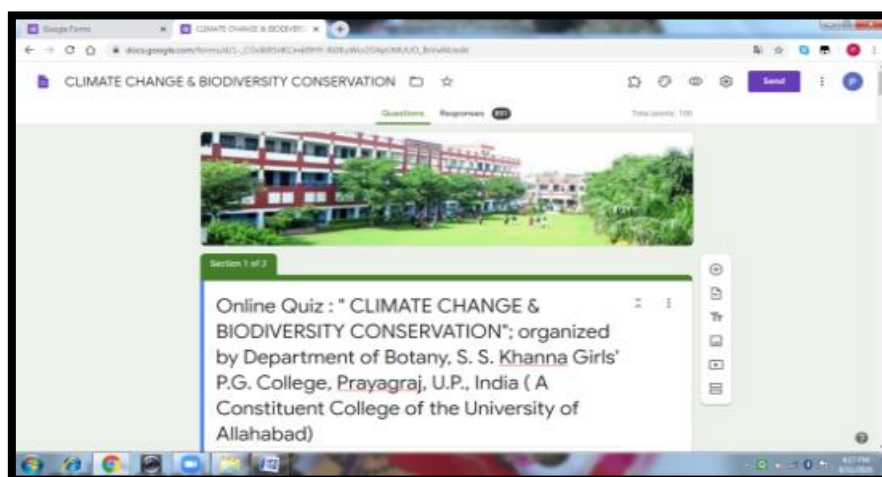 Google Forms
CLIMATE CHANGE & BIODIVERSITY CONSERVATION
Send
Questions Responses 891 Total points: 100
Section 1 of 2
Online Quiz : " CLIMATE CHANGE &
BIODIVERSITY CONSERVATION"; organized
by Department of Botany, S. S. Khanna Girls'
P.G. College, Prayagraj, U.P., India ( A
Constituent College of the University of
Allahabad)